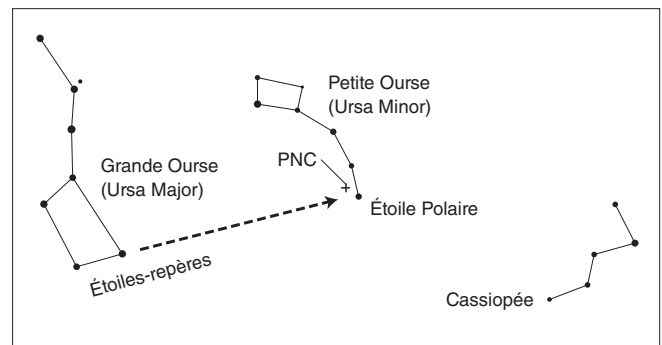 Petite Ourse
(Ursa Minor)
PNC
Grande Ourse
(Ursa Major)
Étoile Polaire
Étoiles-repères
Cassiopée